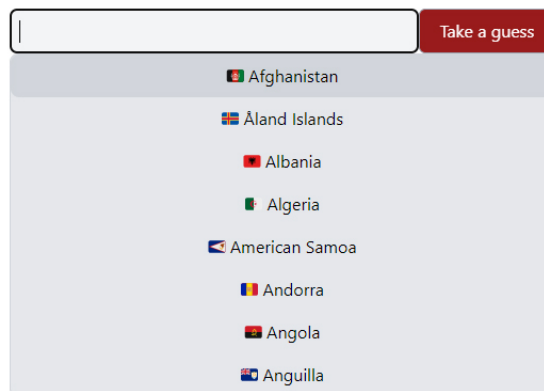 Take a guess
Afghanistan
Åland Islands
Albania
Algeria
American Samoa
Andorra
Angola
Anguilla